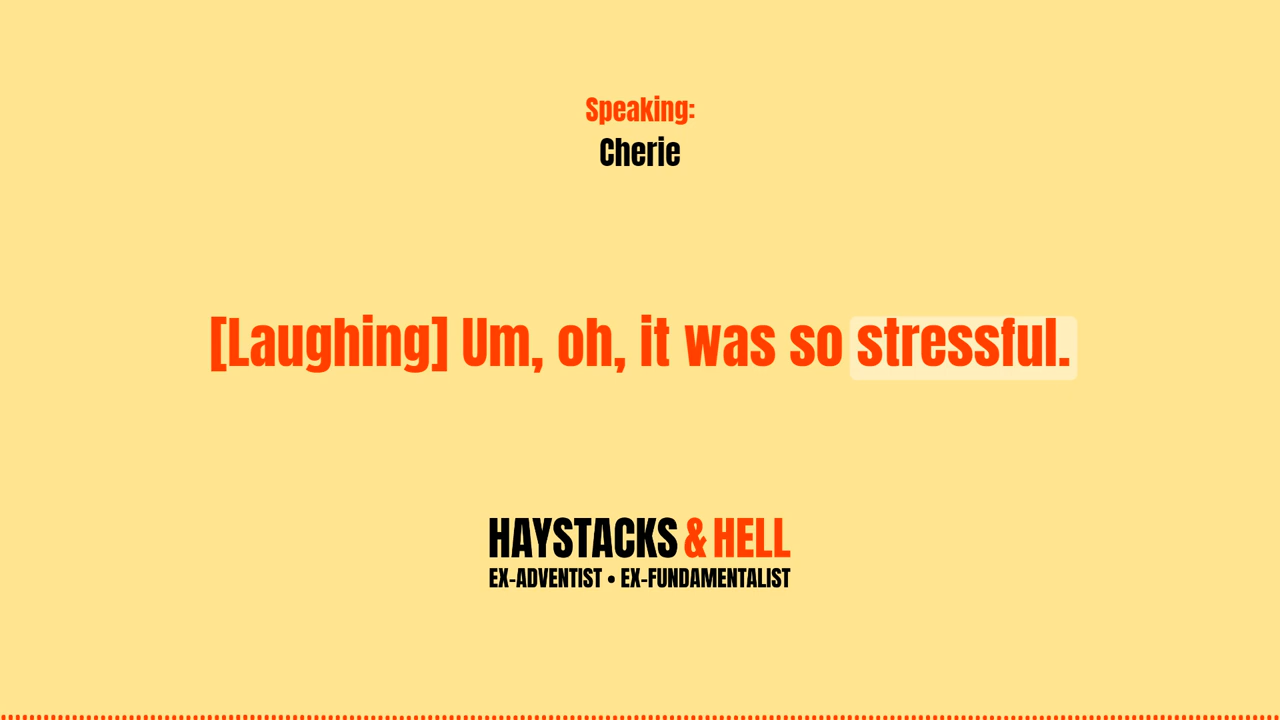 Speaking:
Cherie
[Laughing] Um, oh, it was so stressful.
HAYSTACKS & HELL
EX-ADVENTIST • EX-FUNDAMENTALIST